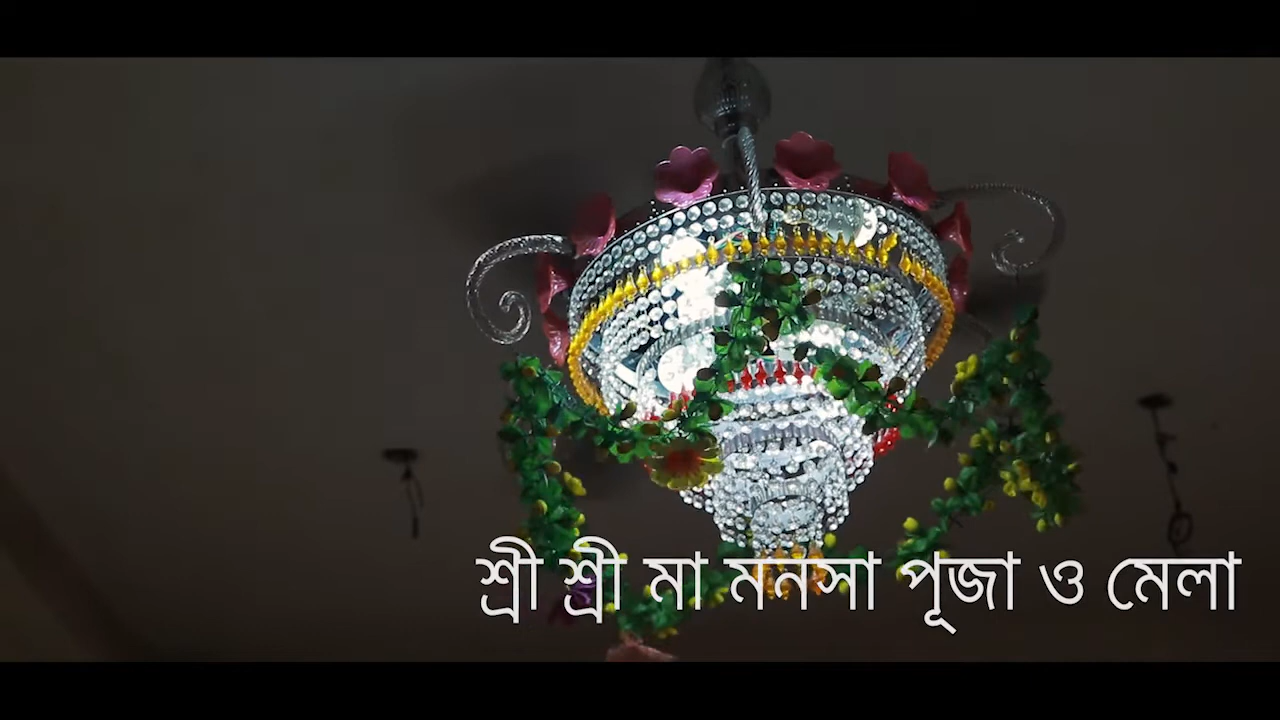 শ্রী শ্রী মা মনসা পূজা ও মেলা